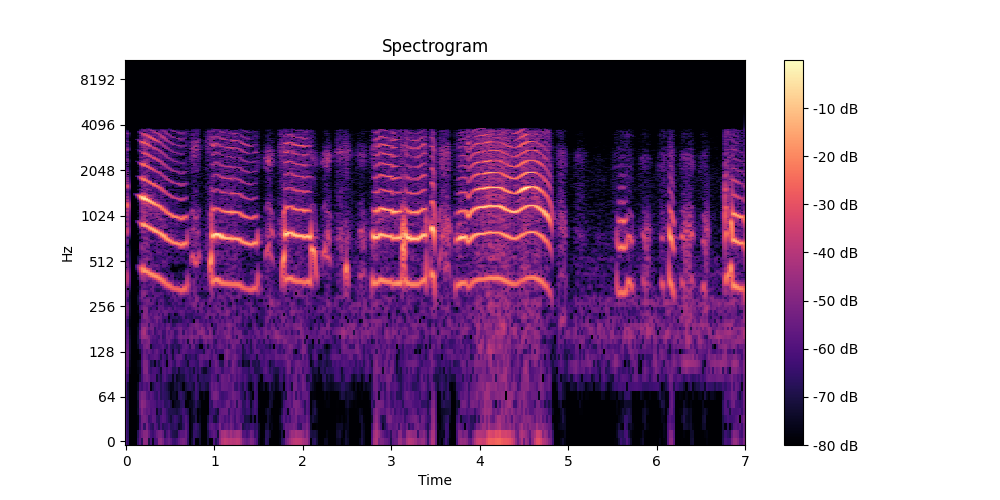 Spectrogram
8192
4096
2048
1024
512
256
128
64
0
Hz
0 1 2 3 4 5 6 7
Time
-10 dB
-20 dB
-30 dB
-40 dB
-50 dB
-60 dB
-70 dB
-80 dB